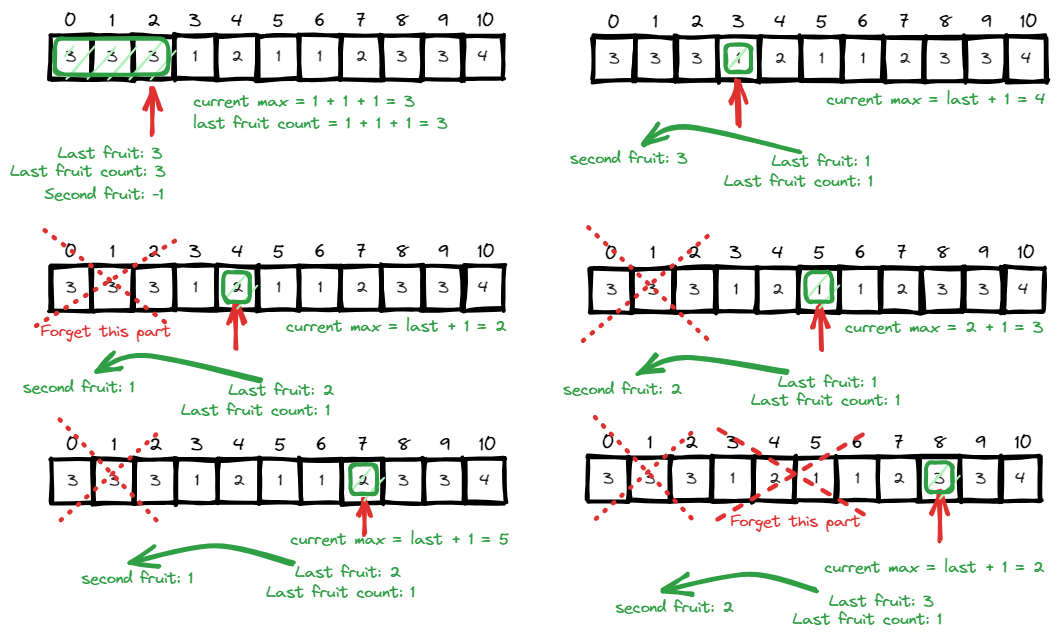 0 1 2 3 4 5 6 7 8 9 10
3 3 3 1 2 1 1 2 3 3 4
current max = 1 + 1 + 1 = 3
last fruit count = 1 + 1 + 1 = 3
Last fruit: 3
Last fruit count: 3
Second fruit: -1
0 1 2 3 4 5 6 7 8 9 10
3 3 3 1 2 1 1 2 3 3 4
current max = last + 1 = 4
second fruit: 3
Last fruit: 1
Last fruit count: 1
0 1 2 3 4 5 6 7 8 9 10
3 3 3 1 2 1 1 2 3 3 4
Forget this part
current max = last + 1 = 2
second fruit: 1
Last fruit: 2
Last fruit count: 1
0 1 2 3 4 5 6 7 8 9 10
3 3 3 1 2 1 1 2 3 3 4
current max = 2 + 1 = 3
second fruit: 2
Last fruit: 1
Last fruit count: 1
0 1 2 3 4 5 6 7 8 9 10
3 3 3 1 2 1 1 2 3 3 4
current max = last + 1 = 5
second fruit: 1
Last fruit: 2
Last fruit count: 1
0 1 2 3 4 5 6 7 8 9 10
3 3 3 1 2 1 1 2 3 3 4
Forget this part
current max = last + 1 = 2
second fruit: 2
Last fruit: 3
Last fruit count: 1